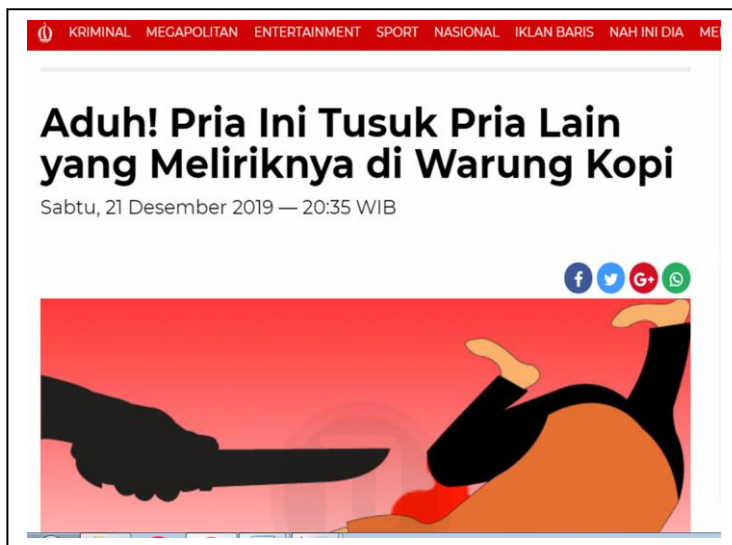 KRIMINAL MEGAPOLITAN ENTERTAINMENT SPORT NASIONAL IKLAN BARIS NAH INI DIA
Aduh! Pria Ini Tusuk Pria Lain
yang Meliriknya di Warung Kopi
Sabtu, 21 Desember 2019 — 20:35 WIB
f G+